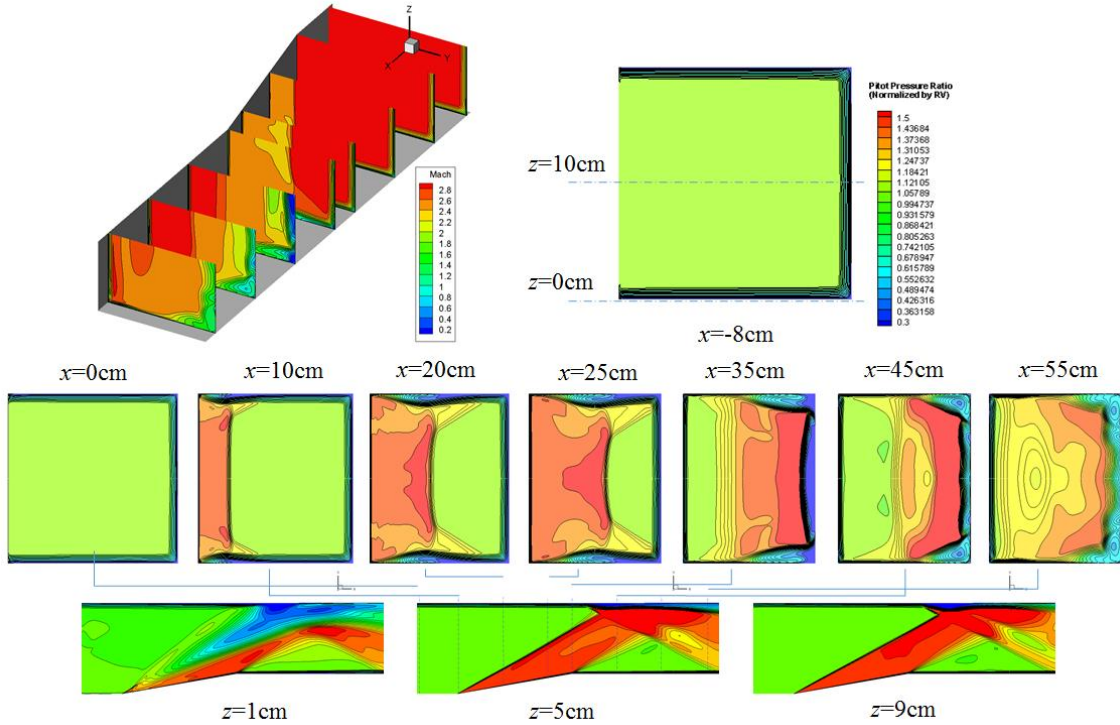 Z
X
Y
Mach
2.8
2.6
2.4
2.2
2
1.8
1.6
1.4
1.2
1
0.8
0.6
0.4
0.2
z=10cm
z=0cm
x=-8cm
Pitot Pressure Ratio
(Normalized by RV)
1.5
1.43684
1.37368
1.31053
1.24737
1.18421
1.12105
1.05789
0.994737
0.931579
0.868421
0.805263
0.742105
0.678947
0.615789
0.552632
0.489474
0.426316
0.363158
0.3
x=0cm
x=10cm
x=20cm
x=25cm
x=35cm
x=45cm
x=55cm
z=1cm
z=5cm
z=9cm